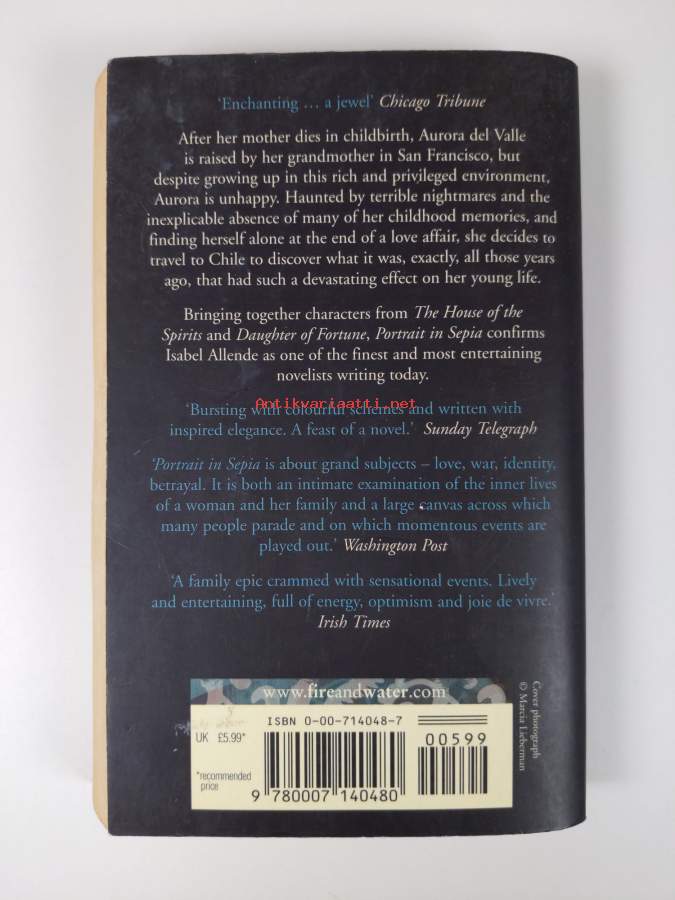 'Enchanting … a jewel' Chicago Tribune
After her mother dies in childbirth, Aurora del Valle
is raised by her grandmother in San Francisco, but
despite growing up in this rich and privileged environment,
Aurora is unhappy. Haunted by terrible nightmares and the
inexplicable absence of many of her childhood memories, and
finding herself alone at the end of a love affair, she decides to
travel to Chile to discover what it was, exactly, all those years
ago, that had such a devastating effect on her young life.
Bringing together characters from The House of the
Spirits and Daughter of Fortune, Portrait in Sepia confirms
Isabel Allende as one of the finest and most entertaining
novelists writing today.
Antikvariaatti.net
'Bursting with colourful schemes and written with
inspired elegance. A feast of a novel.' Sunday Telegraph
'Portrait in Sepia is about grand subjects – love, war, identity,
betrayal. It is both an intimate examination of the inner lives
of a woman and her family and a large canvas across which
many people parade and on which momentous events are
played out.' Washington Post
'A family epic crammed with sensational events. Lively
and entertaining, full of energy, optimism and joie de vivre.'
Irish Times
www.fireandwater.com
ISBN 0-00-714048-7
UK £5.99*
00599
*recommended
price
9 780007 140480
Cover photograph
© Marcia Lieberman